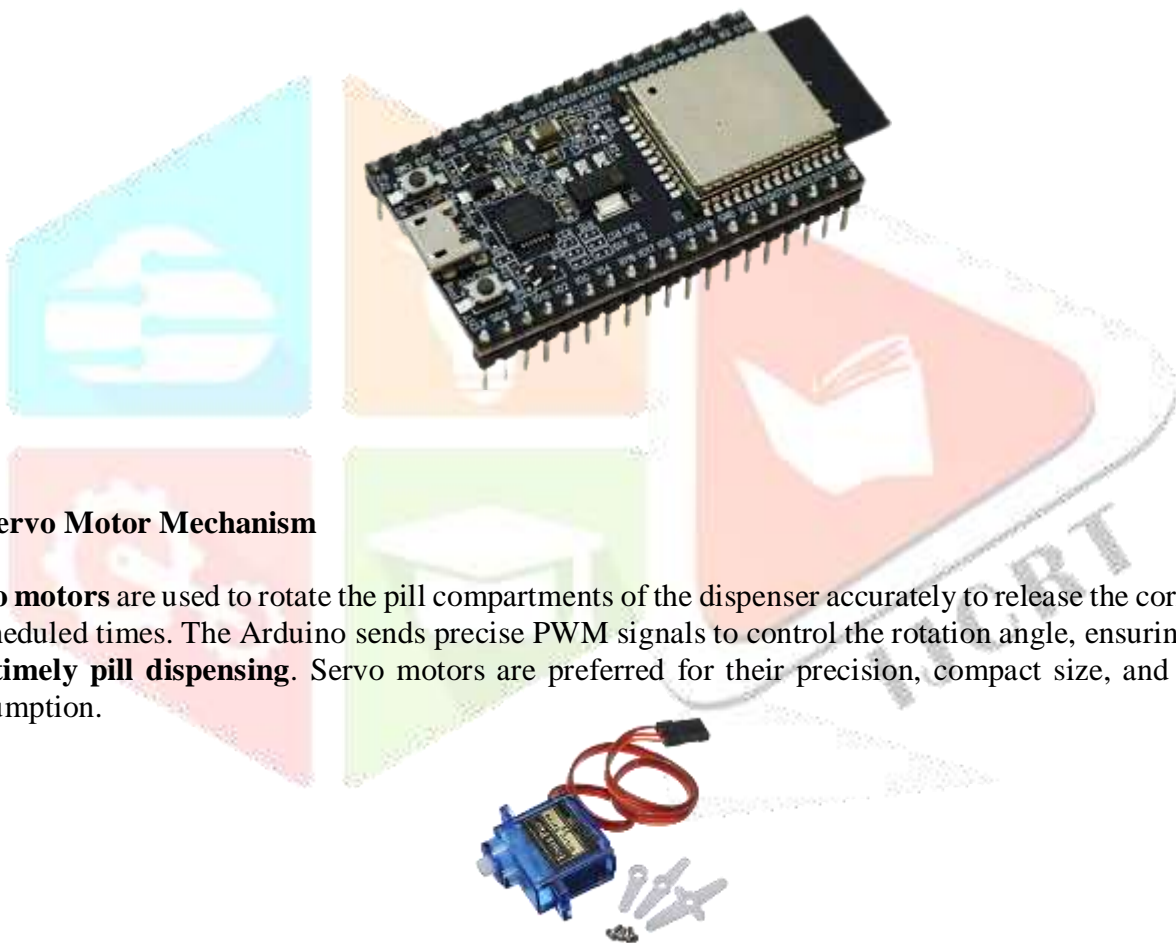 ervo Motor Mechanism
o motors are used to rotate the pill compartments of the dispenser accurately to release the cor
heduled times. The Arduino sends precise PWM signals to control the rotation angle, ensurin
timely pill dispensing. Servo motors are preferred for their precision, compact size, and
umption.
IJCRT